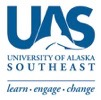 UAS
UNIVERSITY OF ALASKA
SOUTHEAST
learn • engage • change